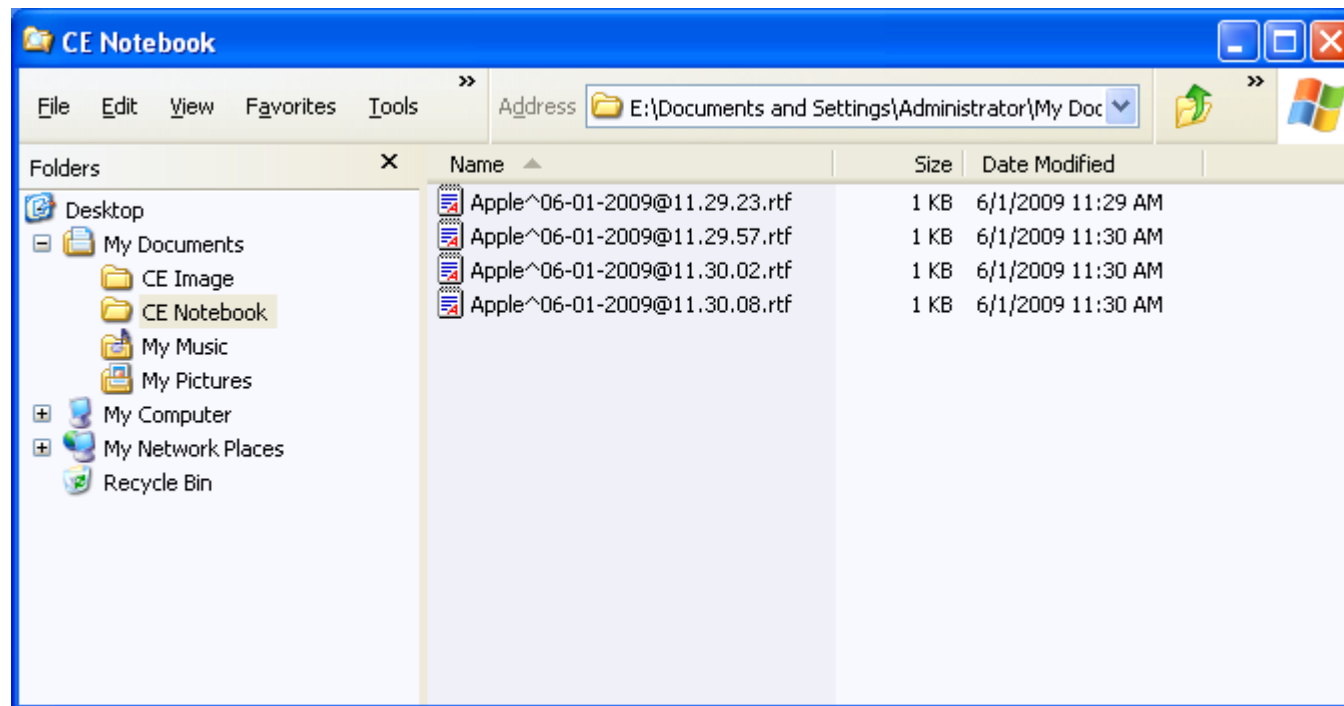 CE Notebook
File Edit View Favorites Tools » Address E:\Documents and Settings\Administrator\My Doc »
Folders
Desktop
My Documents
CE Image
CE Notebook
My Music
My Pictures
My Computer
My Network Places
Recycle Bin
Name Size Date Modified
Apple^06-01-2009@11.29.23.rtf 1 KB 6/1/2009 11:29 AM
Apple^06-01-2009@11.29.57.rtf 1 KB 6/1/2009 11:30 AM
Apple^06-01-2009@11.30.02.rtf 1 KB 6/1/2009 11:30 AM
Apple^06-01-2009@11.30.08.rtf 1 KB 6/1/2009 11:30 AM